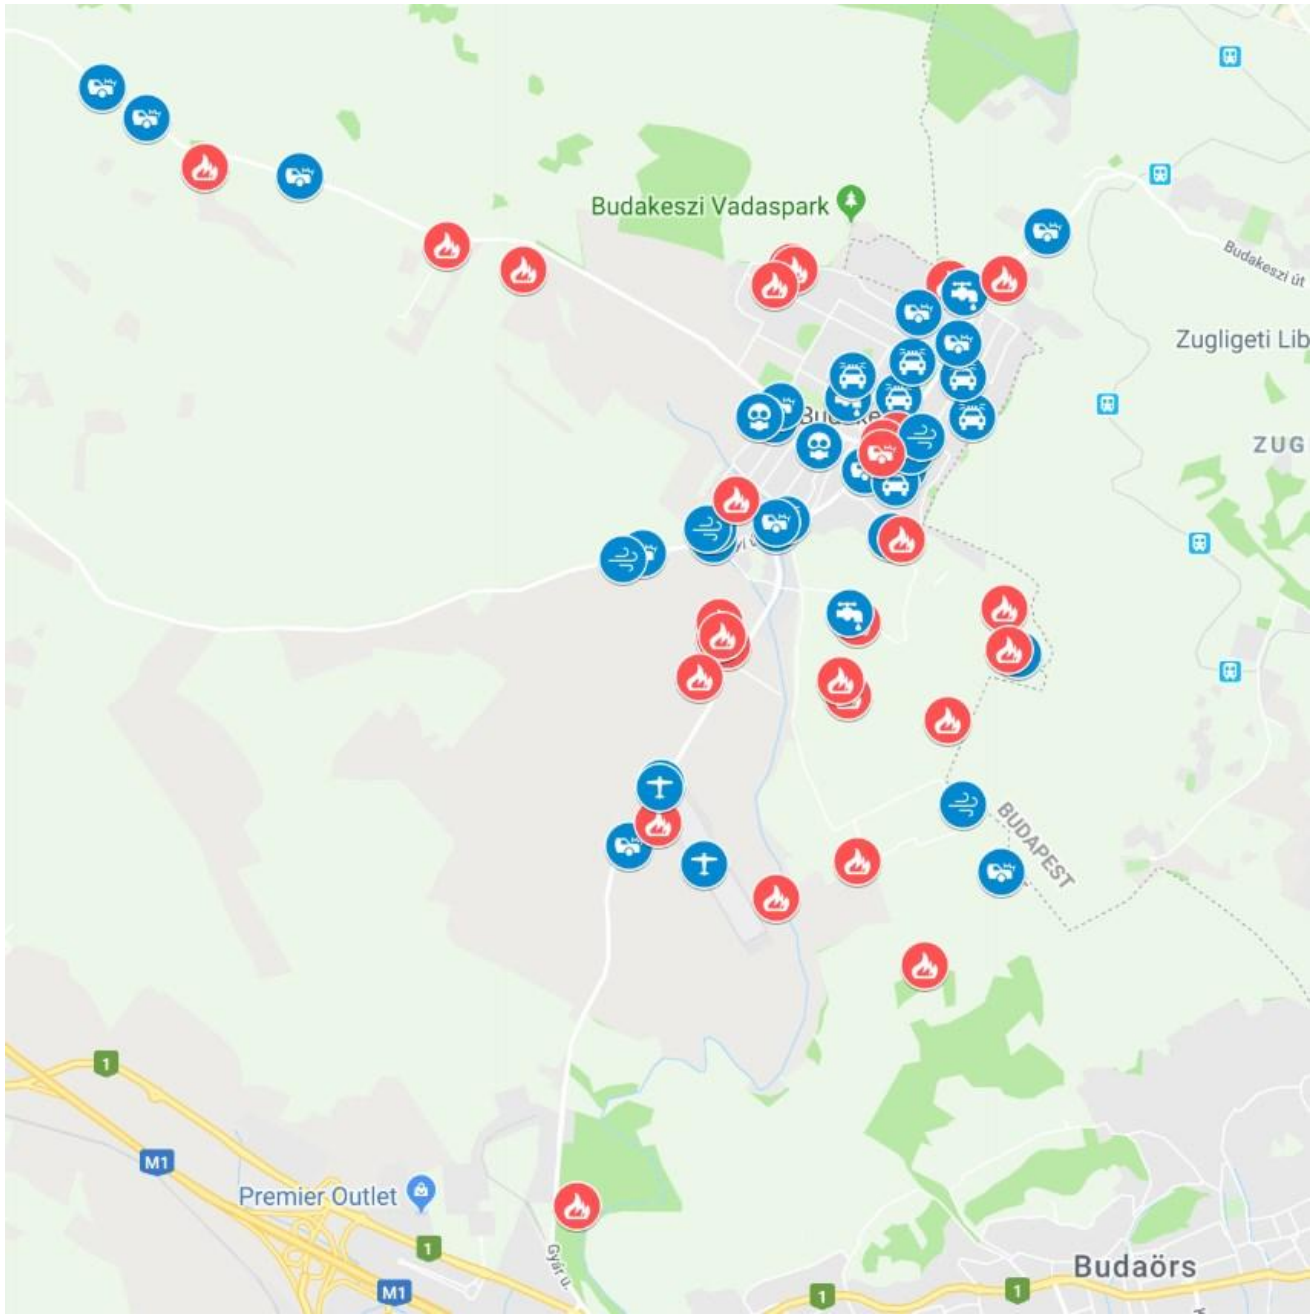 Budakeszi Vadaspark
Budakeszi út
Zugligeti Lib
ZUG
BUDAPEST
1
M1
Premier Outlet
1
M1
Gyár u.
Budaörs
1
1